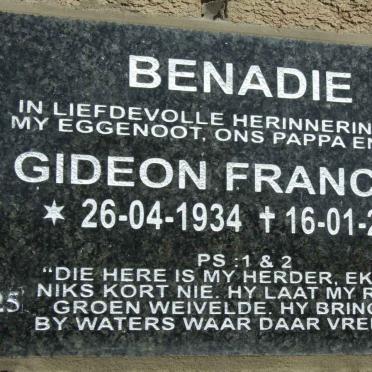 BENADIE
IN LIEFDEVOLLE HERINNERIN
MY EGGENOOT, ONS PAPPA EN
GIDEON FRANC
* 26-04-1934 † 16-01-2
PS :1 & 2
"DIE HERE IS MY HERDER, EK
NIKS KORT NIE. HY LAAT MY R
GROEN WEIVELDE. HY BRING
BY WATERS WAAR DAAR VREE
25